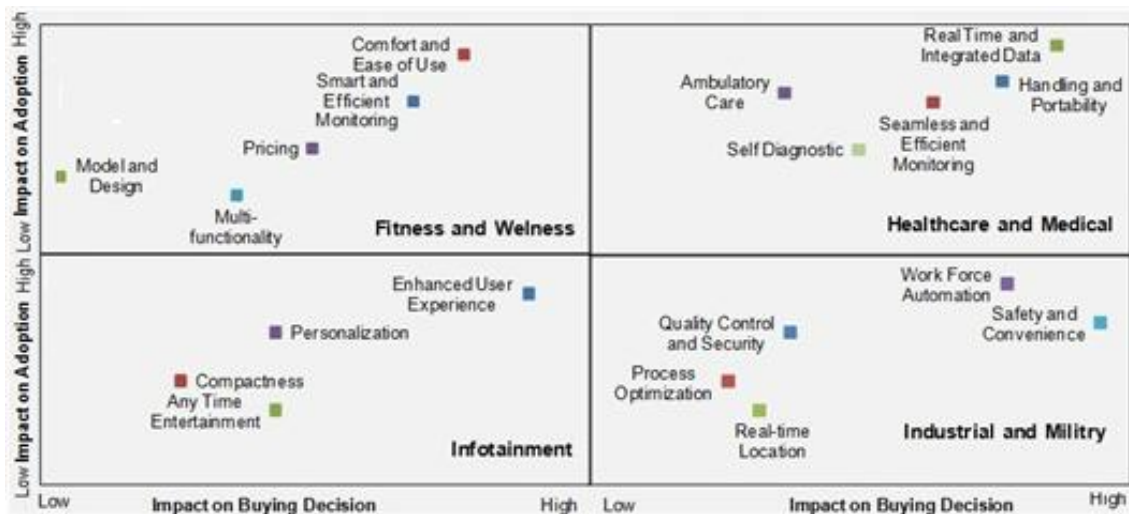 Low Impact on Adoption High
Comfort and
Ease of Use
Smart and
Efficient
Monitoring
Pricing
Model and
Design
Multi-
functionality
Fitness and Welness
Real Time and
Integrated Data
Ambulatory
Care
Handling and
Portability
Seamless and
Efficient
Monitoring
Self Diagnostic
Healthcare and Medical
Low Impact on Adoption High
Enhanced User
Experience
Personalization
Compactness
Any Time
Entertainment
Infotainment
Work Force
Automation
Safety and
Convenience
Quality Control
and Security
Process
Optimization
Real-time
Location
Industrial and Militry
Low Impact on Buying Decision High
Low Impact on Buying Decision High